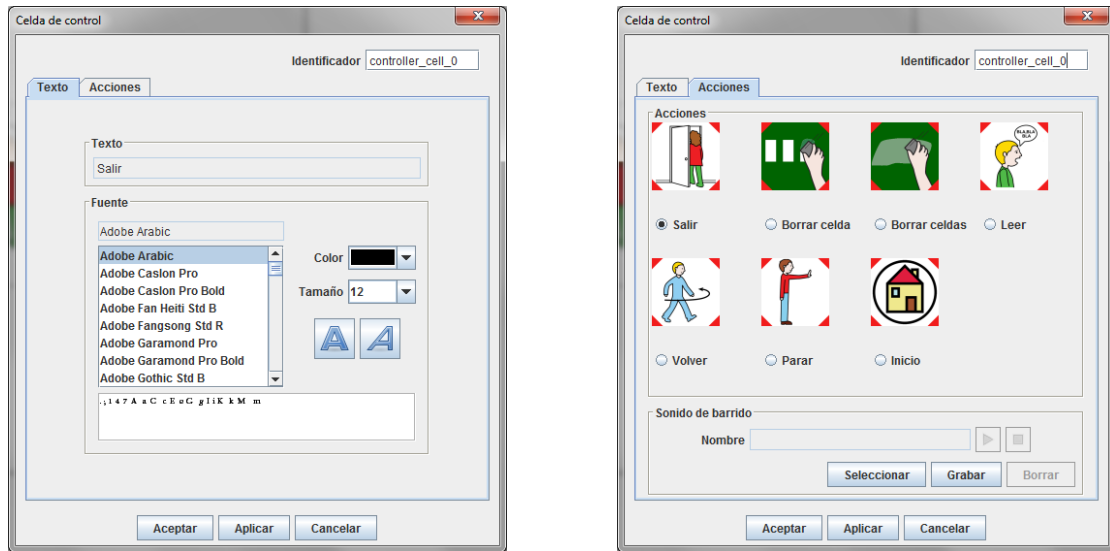 Celda de control
Identificador controller_cell_0
Texto Acciones
Texto
Salir
Fuente
Adobe Arabic
Adobe Arabic
Adobe Caslon Pro
Adobe Caslon Pro Bold
Adobe Fan Heiti Std B
Adobe Fangsong Std R
Adobe Garamond Pro
Adobe Garamond Pro Bold
Adobe Gothic Std B
Color
Tamaño 12
A A
.,147 A a C c E e G g I i K k M m
Aceptar Aplicar Cancelar
Celda de control
Identificador controller_cell_0
Texto Acciones
Acciones
BLA,BLA
BLA
Salir Borrar celda Borrar celdas Leer
Volver Parar Inicio
Sonido de barrido
Nombre
Seleccionar Grabar Borrar
Aceptar Aplicar Cancelar